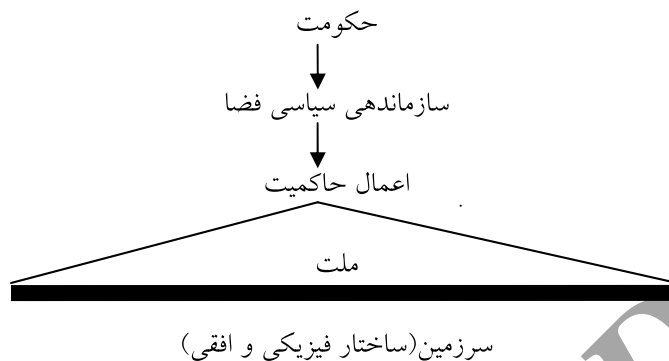 حکومت
سازماندهی سیاسی فضا
اعمال حاکمیت
ملت
سرزمین(ساختار فیزیکی و افقی)